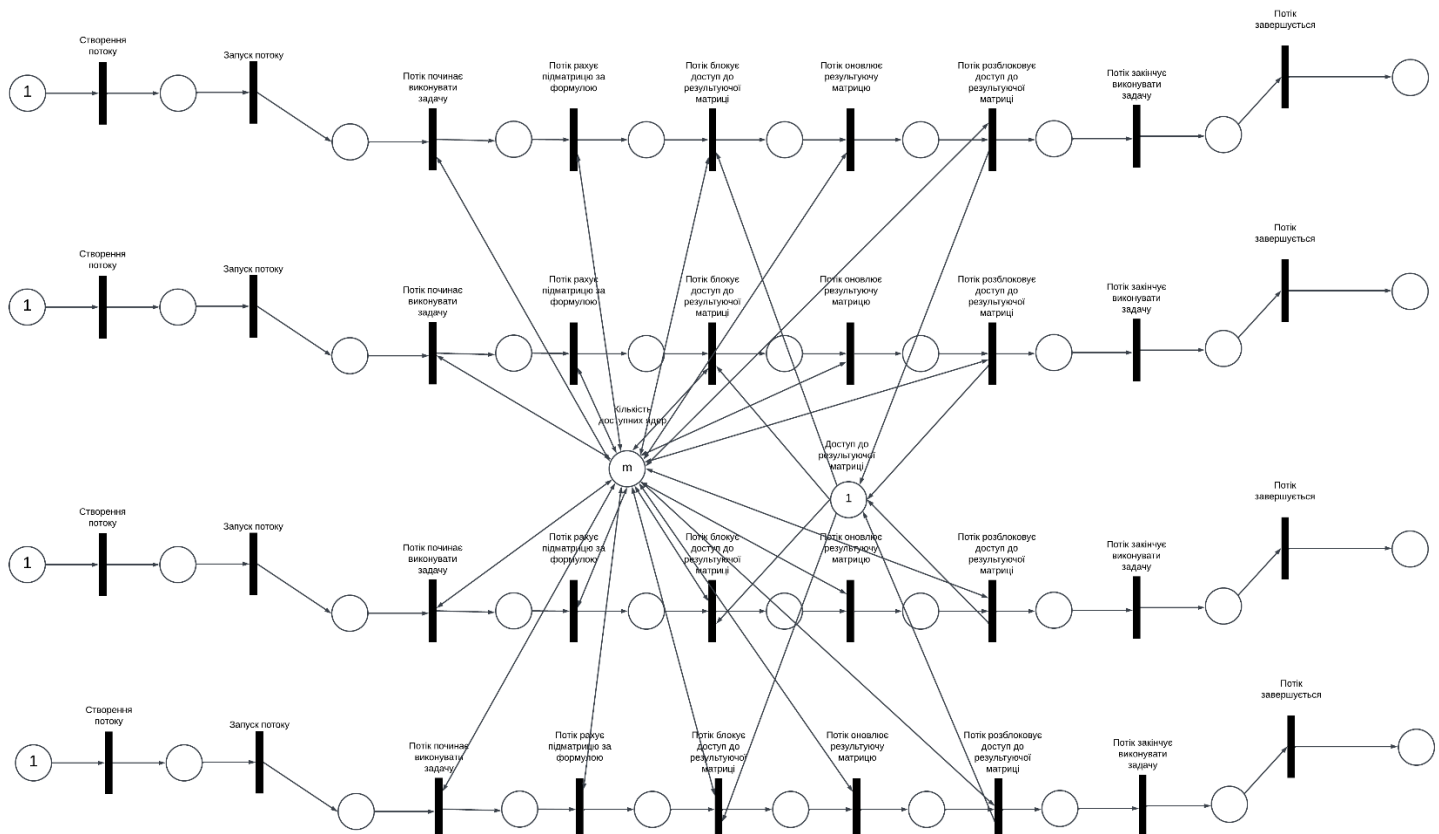 Потік
завершується
Створення
потоку
Запуск потоку
Потік починає
виконувати
задачу
Потік рахує
підматрицю за
формулою
Потік блокує
доступ до
результуючої
матриці
Потік оновлює
результуючу
матрицю
Потік розблоковує
доступ до
результуючої
матриці
Потік закінчує
виконувати
задачу
1
Потік
завершується
Створення
потоку
Запуск потоку
Потік починає
виконувати
задачу
Потік рахує
підматрицю за
формулою
Потік блокує
доступ до
результуючої
матриці
Потік оновлює
результуючу
матрицю
Потік розблоковує
доступ до
результуючої
матриці
Потік закінчує
виконувати
задачу
1
Кількість
доступних ядер
m
Доступ до
результуючої
матриці
1
Потік
завершується
Створення
потоку
Запуск потоку
Потік починає
виконувати
задачу
Потік рахує
підматрицю за
формулою
Потік блокує
доступ до
результуючої
матриці
Потік оновлює
результуючу
матрицю
Потік розблоковує
доступ до
результуючої
матриці
Потік закінчує
виконувати
задачу
1
Потік
завершується
Створення
потоку
Запуск потоку
Потік починає
виконувати
задачу
Потік рахує
підматрицю за
формулою
Потік блокує
доступ до
результуючої
матриці
Потік оновлює
результуючу
матрицю
Потік розблоковує
доступ до
результуючої
матриці
Потік закінчує
виконувати
задачу
1